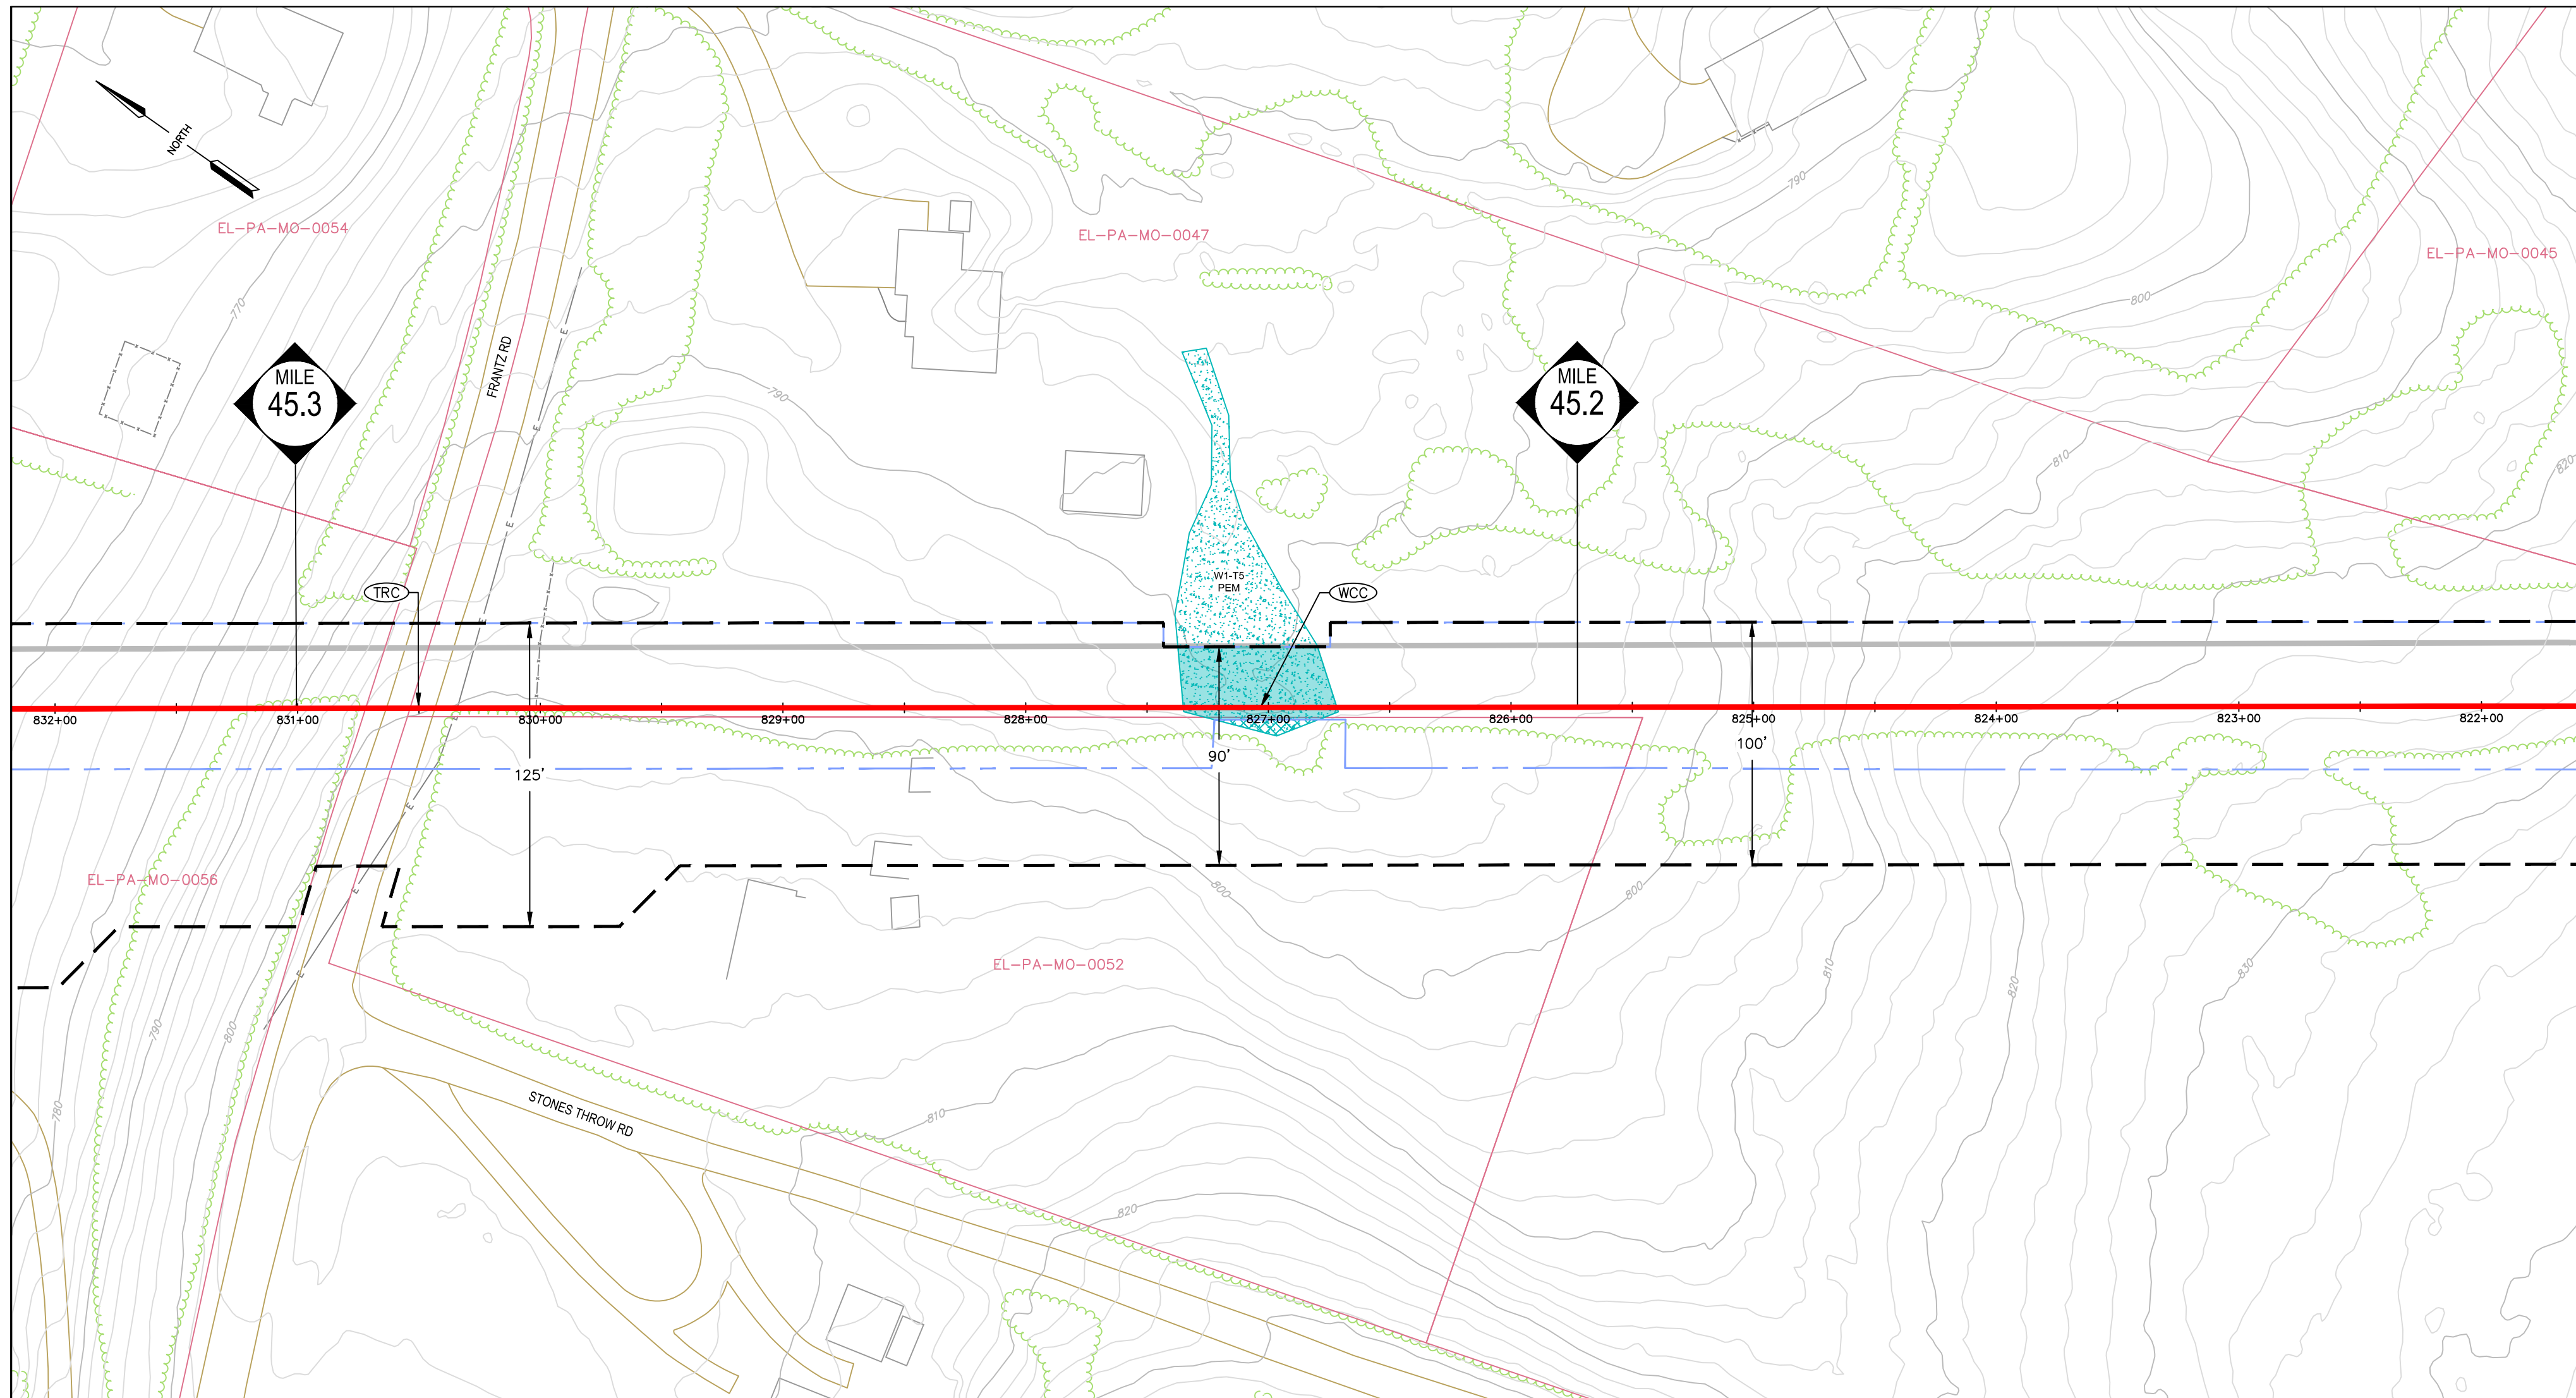 NORTH
790
EL-PA-MO-0054
EL-PA-MO-0047
EL-PA-MO-0045
770
800
FRANTZ RD
MILE
45.3
MILE
45.2
790
810
820
W1-T5
PEM
TRC
WCC
832+00
831+00
830+00
829+00
828+00
827+00
826+00
825+00
824+00
823+00
822+00
125'
90'
100'
EL-PA-MO-0056
800
800
EL-PA-MO-0052
810
820
830
790
800
780
STONES THROW RD
810
820
E
E
E
E
E
E
E
E